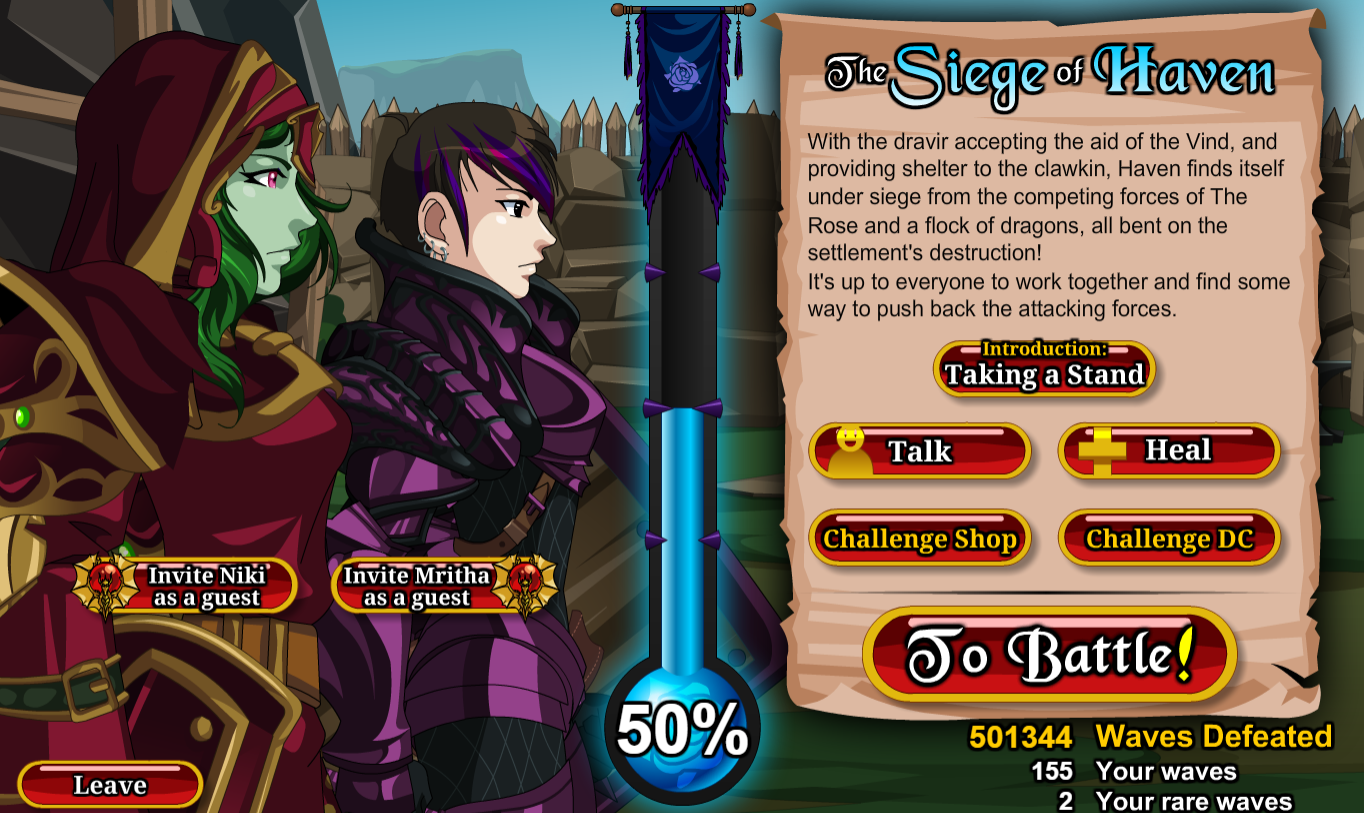 The Siege of Haven
With the dravir accepting the aid of the Vind, and
providing shelter to the clawkin, Haven finds itself
under siege from the competing forces of The
Rose and a flock of dragons, all bent on the
settlement's destruction!
It's up to everyone to work together and find some
way to push back the attacking forces.
Introduction:
Taking a Stand
Talk
Heal
Challenge Shop
Challenge DC
To Battle!
Invite Niki
as a guest
Invite Mritha
as a guest
50%
501344 Waves Defeated
155 Your waves
2 Your rare waves
Leave